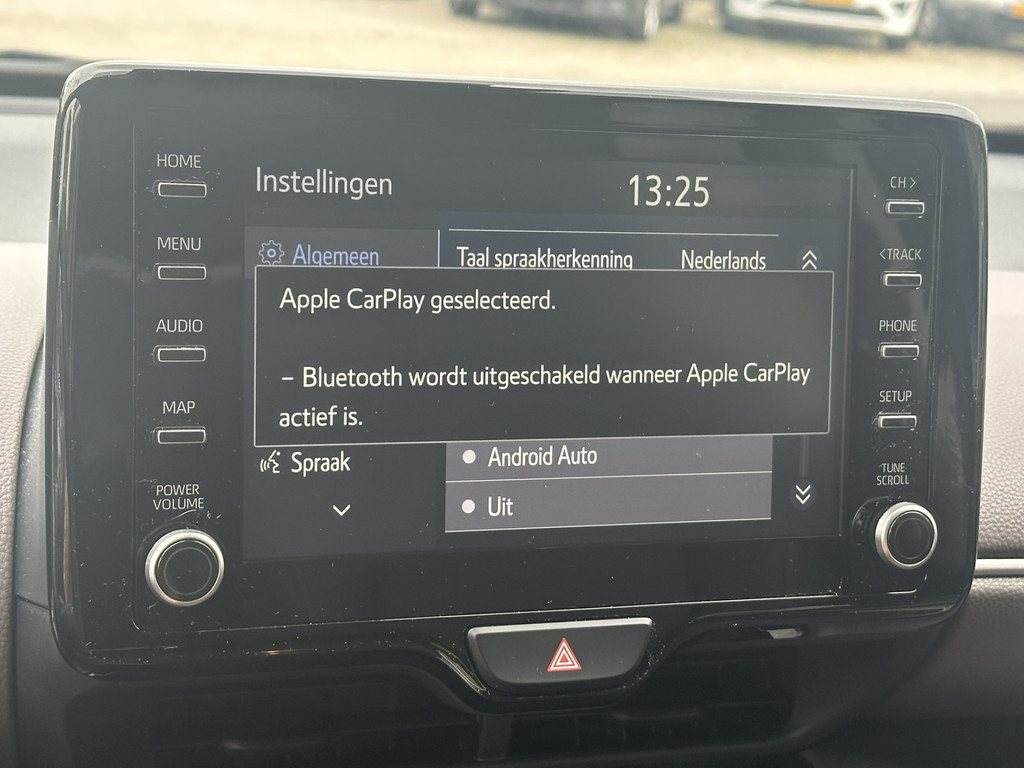 HOME
MENU
AUDIO
MAP
POWER
VOLUME
Instellingen
13:25
Algemeen
Taal spraakherkenning Nederlands
Apple CarPlay geselecteerd.
– Bluetooth wordt uitgeschakeld wanneer Apple CarPlay
actief is.
Spraak
Android Auto
Uit
CH>
<TRACK
PHONE
SETUP
TUNE
SCROLL